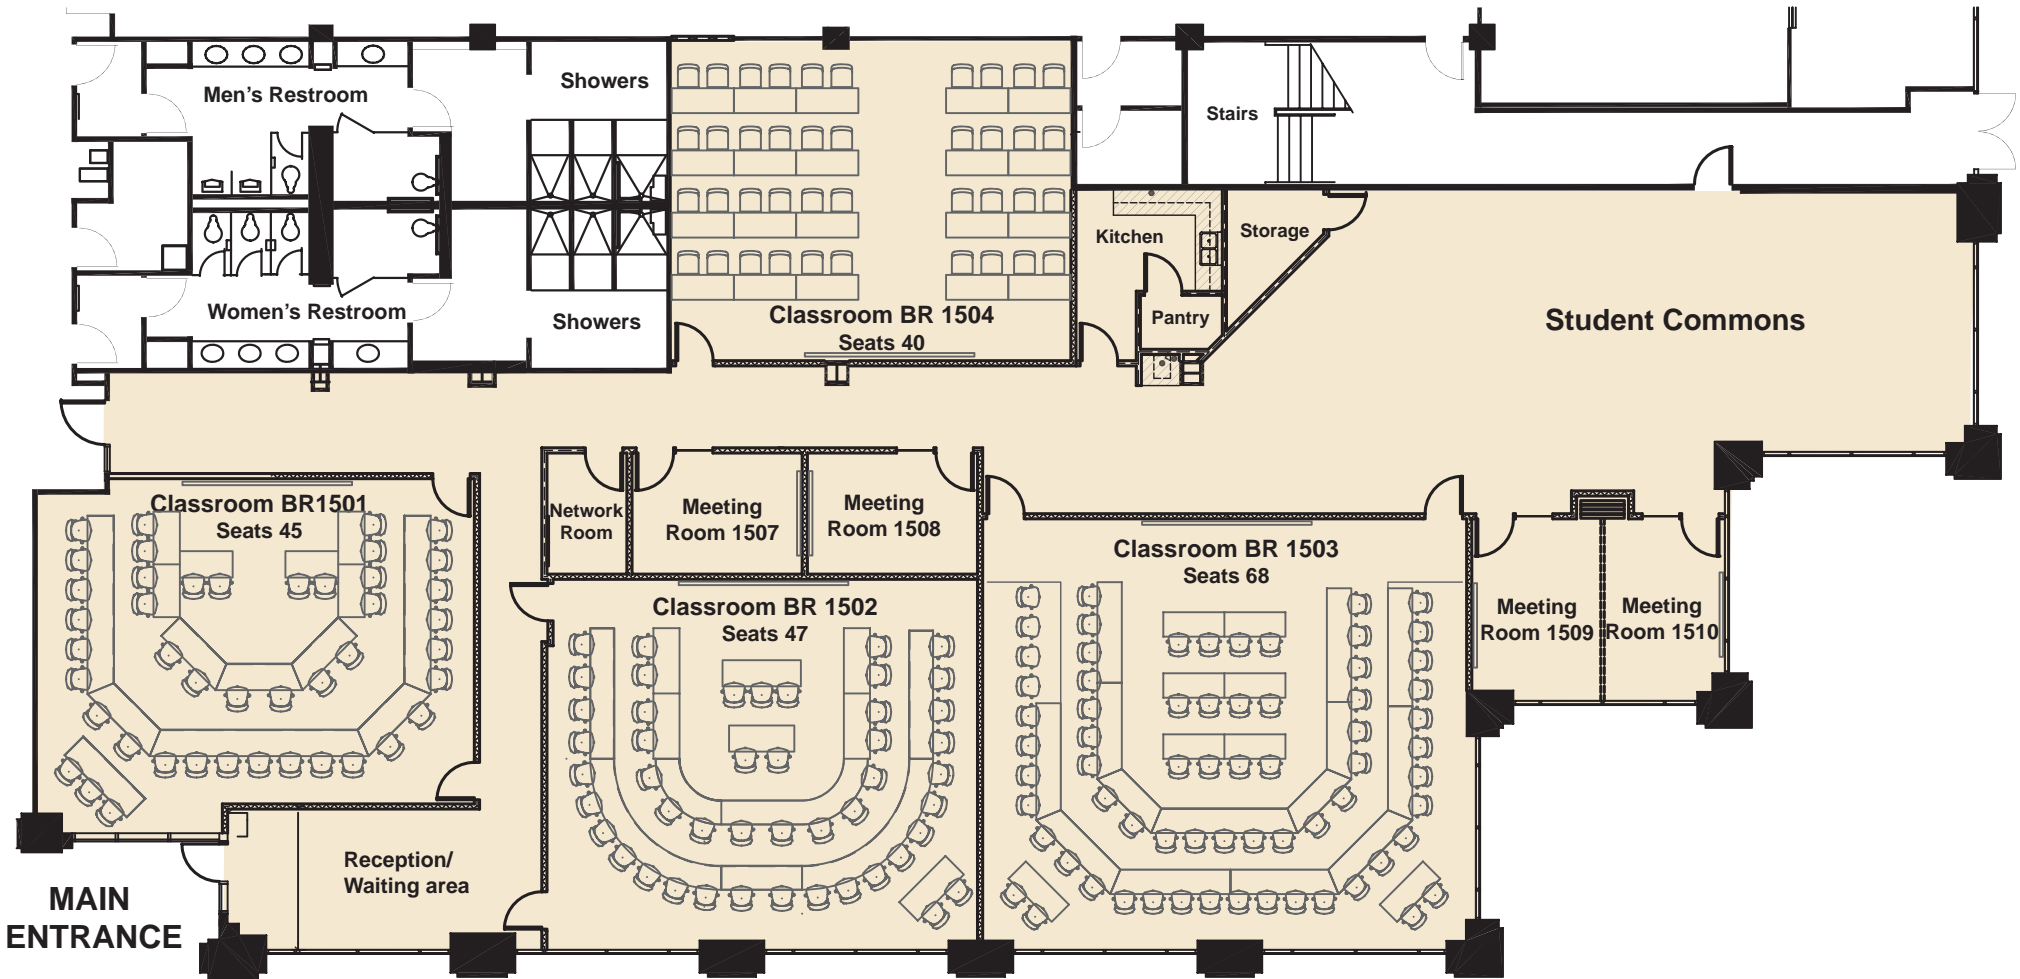 Men's Restroom
Showers
Stairs
Kitchen
Storage
Women's Restroom
Showers
Classroom BR 1504
Seats 40
Pantry
Student Commons
Classroom BR1501
Seats 45
Network
Room
Meeting
Room 1507
Meeting
Room 1508
Classroom BR 1503
Seats 68
Classroom BR 1502
Seats 47
Meeting
Room 1509
Meeting
Room 1510
Reception/
Waiting area
MAIN
ENTRANCE